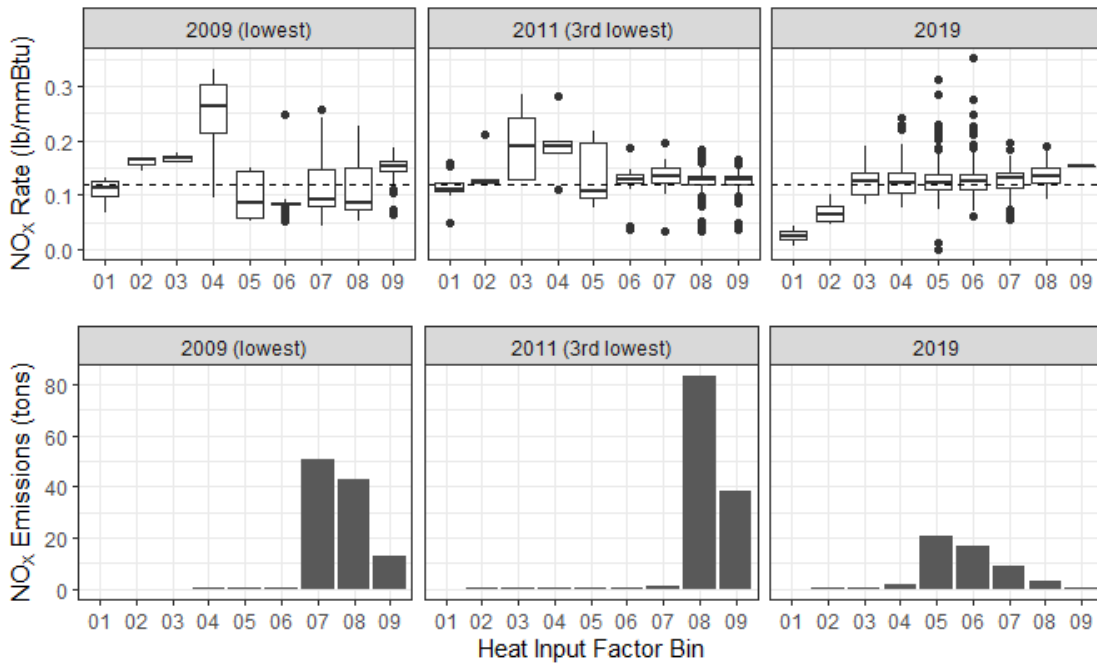 2009 (lowest) 2011 (3rd lowest) 2019
NOx Rate (lb/mmBtu)
0.3
0.2
0.1
0.0
01 02 03 04 05 06 07 08 09 01 02 03 04 05 06 07 08 09 01 02 03 04 05 06 07 08 09
2009 (lowest) 2011 (3rd lowest) 2019
NOx Emissions (tons)
80
60
40
20
0
01 02 03 04 05 06 07 08 09 01 02 03 04 05 06 07 08 09 01 02 03 04 05 06 07 08 09
Heat Input Factor Bin